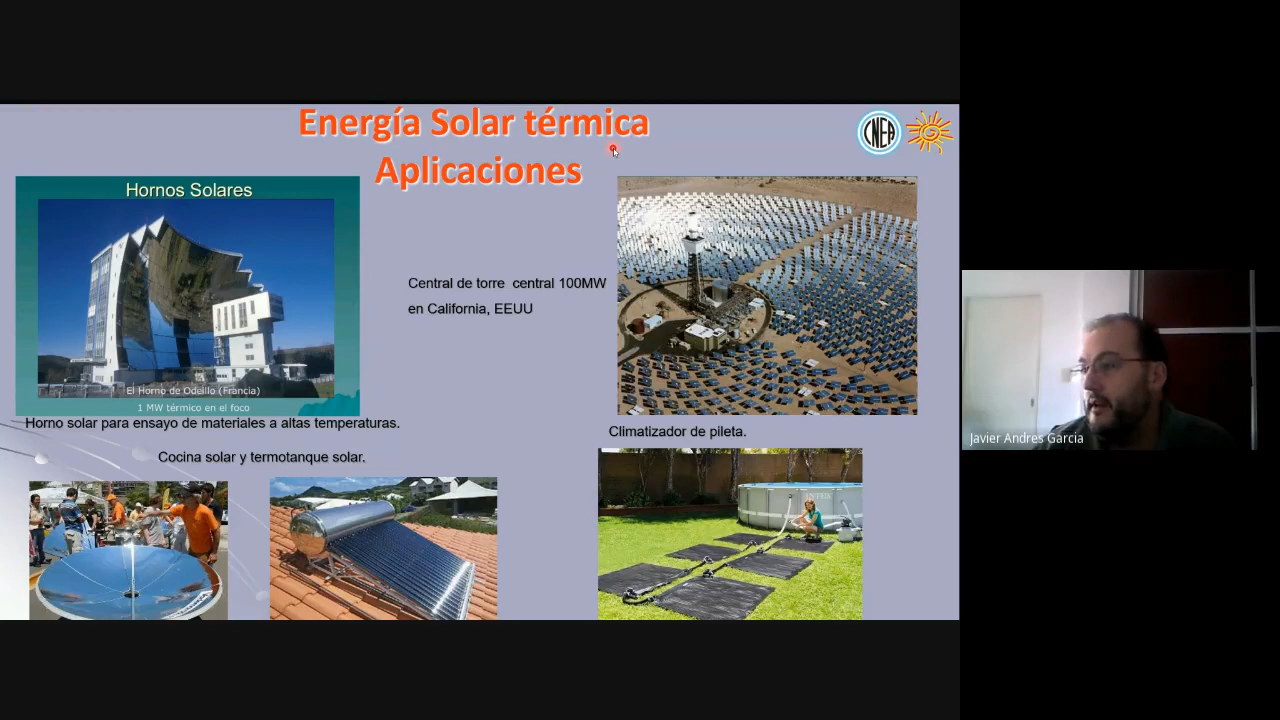 Energía Solar térmica
Aplicaciones
CNEA
Hornos Solares
El Horno de Odeillo (Francia)
1 MW térmico en el foco
Central de torre central 100MW
en California, EEUU
Horno solar para ensayo de materiales a altas temperaturas.
Climatizador de pileta.
Cocina solar y termotanque solar.
INTEX
Javier Andres Garcia